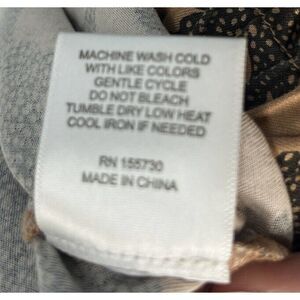 MACHINE WASH COLD
WITH LIKE COLORS
GENTLE CYCLE
DO NOT BLEACH
TUMBLE DRY LOW HEAT
COOL IRON IF NEEDED
RN 155730
MADE IN CHINA